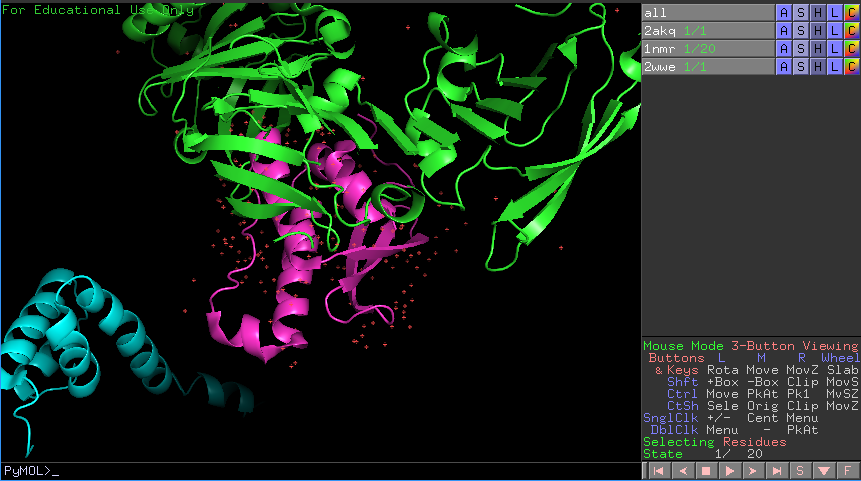 For Educational Use Only
all A S H L C
2akq 1/1 A S H L C
1nmr 1/20 A S H L C
2wwe 1/1 A S H L C
Mouse Mode 3-Button Viewing
Buttons L M R Wheel
& Keys Rota Move MovZ Slab
Shft +Box -Box Clip MovS
Ctrl Move PkAt Pk1 MvSZ
CtSh Sele Orig Clip MovZ
SnglClk +/- Cent Menu
DblClk Menu - PkAt
Selecting Residues
State 1/ 20
PyMOL>_
S F